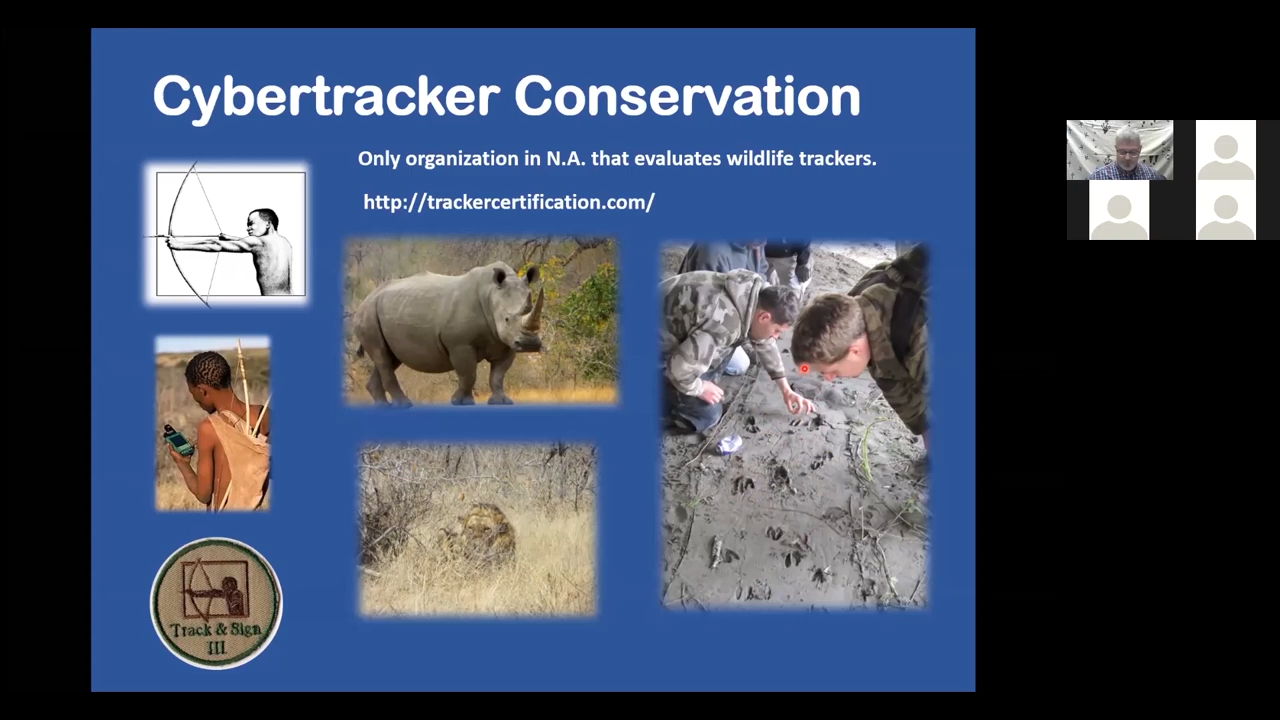 Cybertracker Conservation
Only organization in N.A. that evaluates wildlife trackers.
http://trackercertification.com/
Track & Sign
III